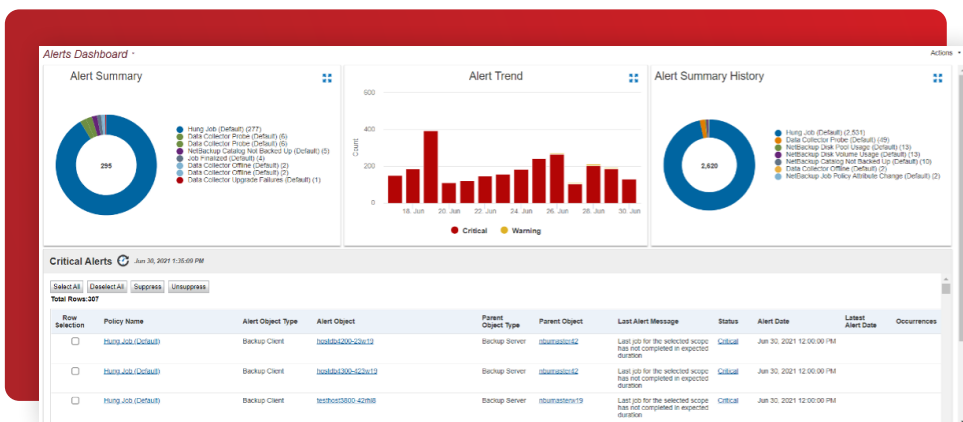 Alerts Dashboard
Actions
Alert Summary
295
Hung Job (Default) (277)
Data Collector Probe (Default) (6)
Data Collector Probe (Default) (6)
NetBackup Catalog Not Backed Up (Default) (5)
Job Finalized (Default) (4)
Data Collector Offline (Default) (2)
Data Collector Offline (Default) (2)
Data Collector Upgrade Failures (Default) (1)
Alert Trend
Count
600
400
200
0
18. Jun 20. Jun 22. Jun 24. Jun 26. Jun 28. Jun 30. Jun
Critical Warning
Alert Summary History
2,620
Hung Job (Default) (2,531)
Data Collector Probe (Default) (49)
NetBackup Disk Pool Usage (Default) (13)
NetBackup Disk Volume Usage (Default) (13)
NetBackup Catalog Not Backed Up (Default) (10)
Data Collector Offline (Default) (2)
NetBackup Job Policy Attribute Change (Default) (2)
Critical Alerts Jun 30, 2021 1:35:09 PM
Select All Deselect All Suppress Unsuppress
Total Rows:307
Row Selection Policy Name Alert Object Type Alert Object Parent Object Type Parent Object Last Alert Message Status Alert Date Latest Alert Date Occurrences
Hung Job (Default) Backup Client hostdb4200-23w19 Backup Server nbumaster42 Last job for the selected scope Critical Jun 30, 2021 12:00:00 PM
has not completed in expected
duration
Hung Job (Default) Backup Client hostdb4300-423w19 Backup Server nbumaster42 Last job for the selected scope Critical Jun 30, 2021 12:00:00 PM
has not completed in expected
duration
Hung Job (Default) Backup Client Backup Server nbumasterw19 Last job for the selected scope Critical Jun 30, 2021 12:00:00 PM
has not completed in expected
duration